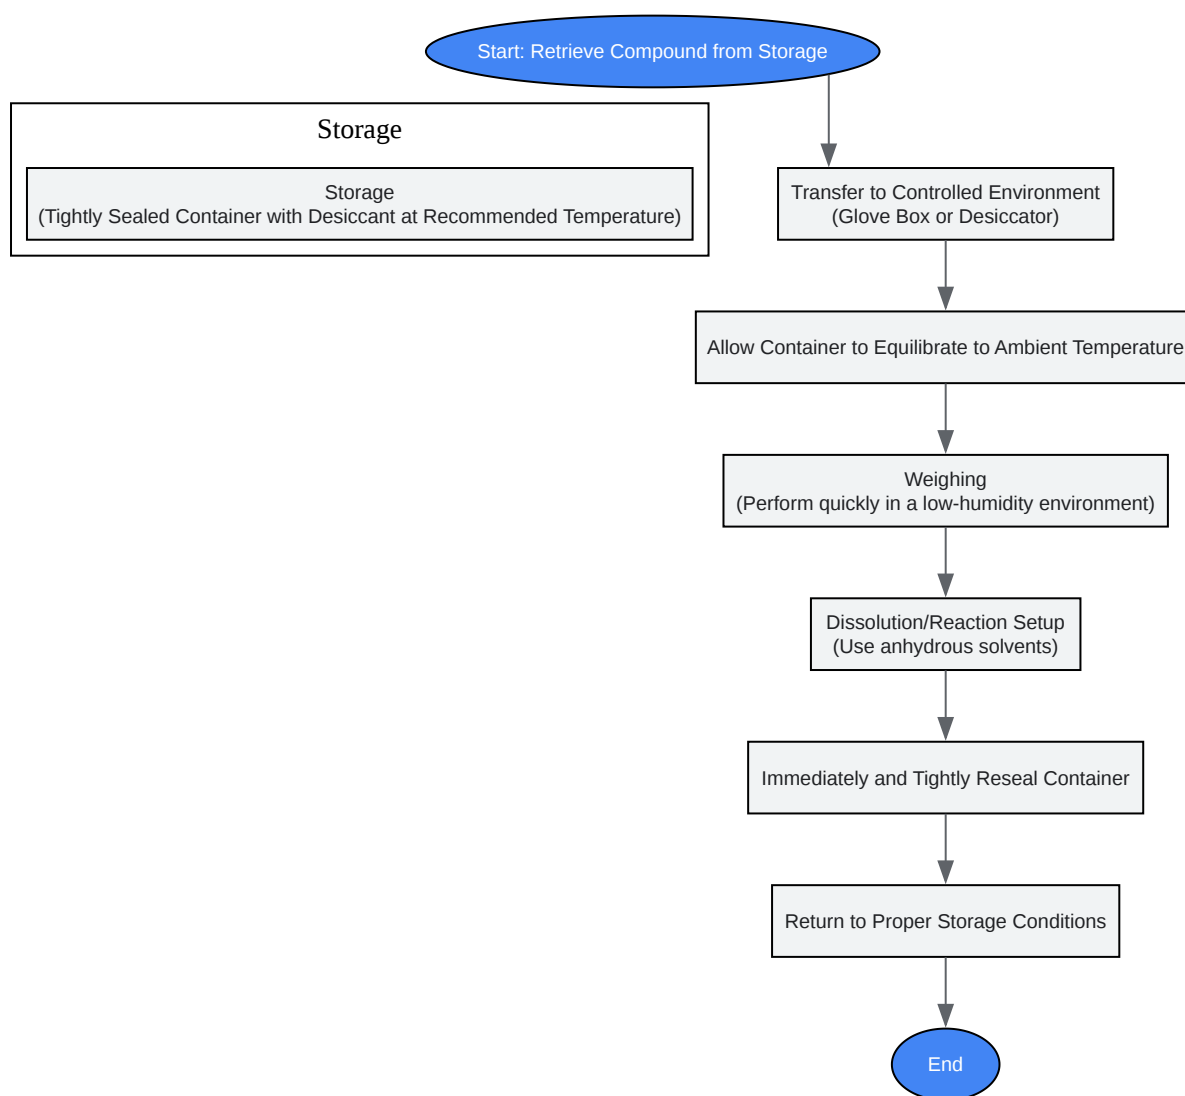 Start: Retrieve Compound from Storage
Storage
Storage
(Tightly Sealed Container with Desiccant at Recommended Temperature)
Transfer to Controlled Environment
(Glove Box or Desiccator)
Allow Container to Equilibrate to Ambient Temperature
Weighing
(Perform quickly in a low-humidity environment)
Dissolution/Reaction Setup
(Use anhydrous solvents)
Immediately and Tightly Reseal Container
Return to Proper Storage Conditions
End